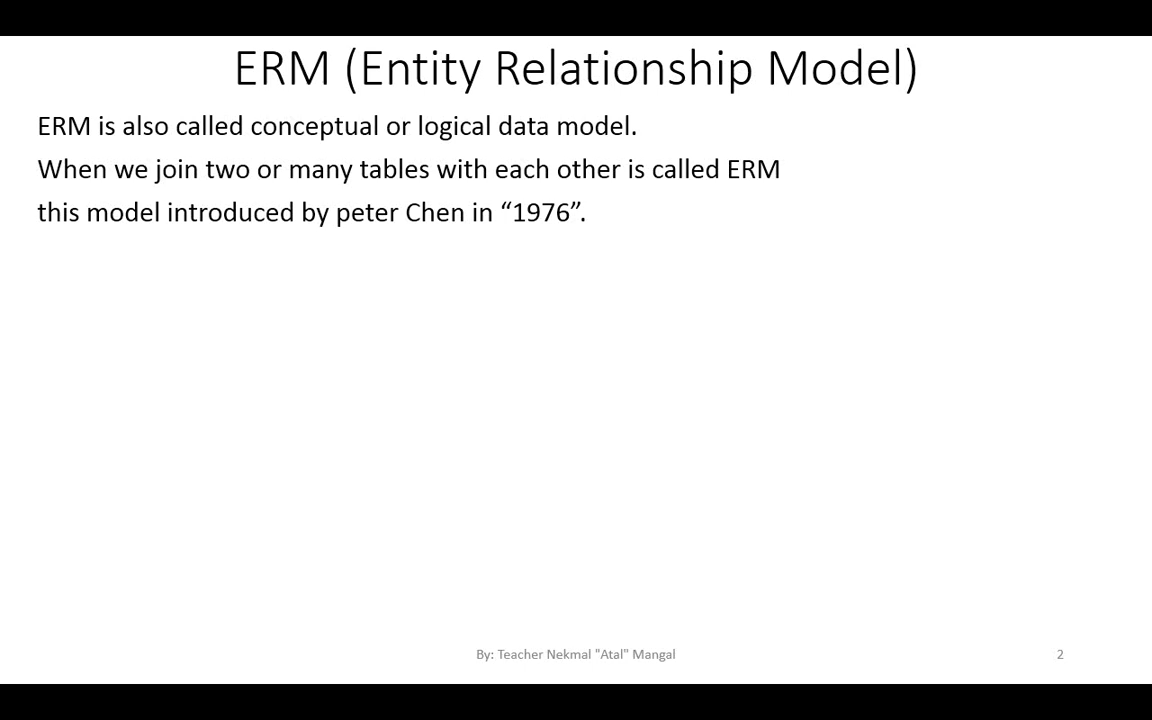 ERM (Entity Relationship Model)
ERM is also called conceptual or logical data model.
When we join two or many tables with each other is called ERM
this model introduced by peter Chen in “1976”.
By: Teacher Nekmal "Atal" Mangal
2